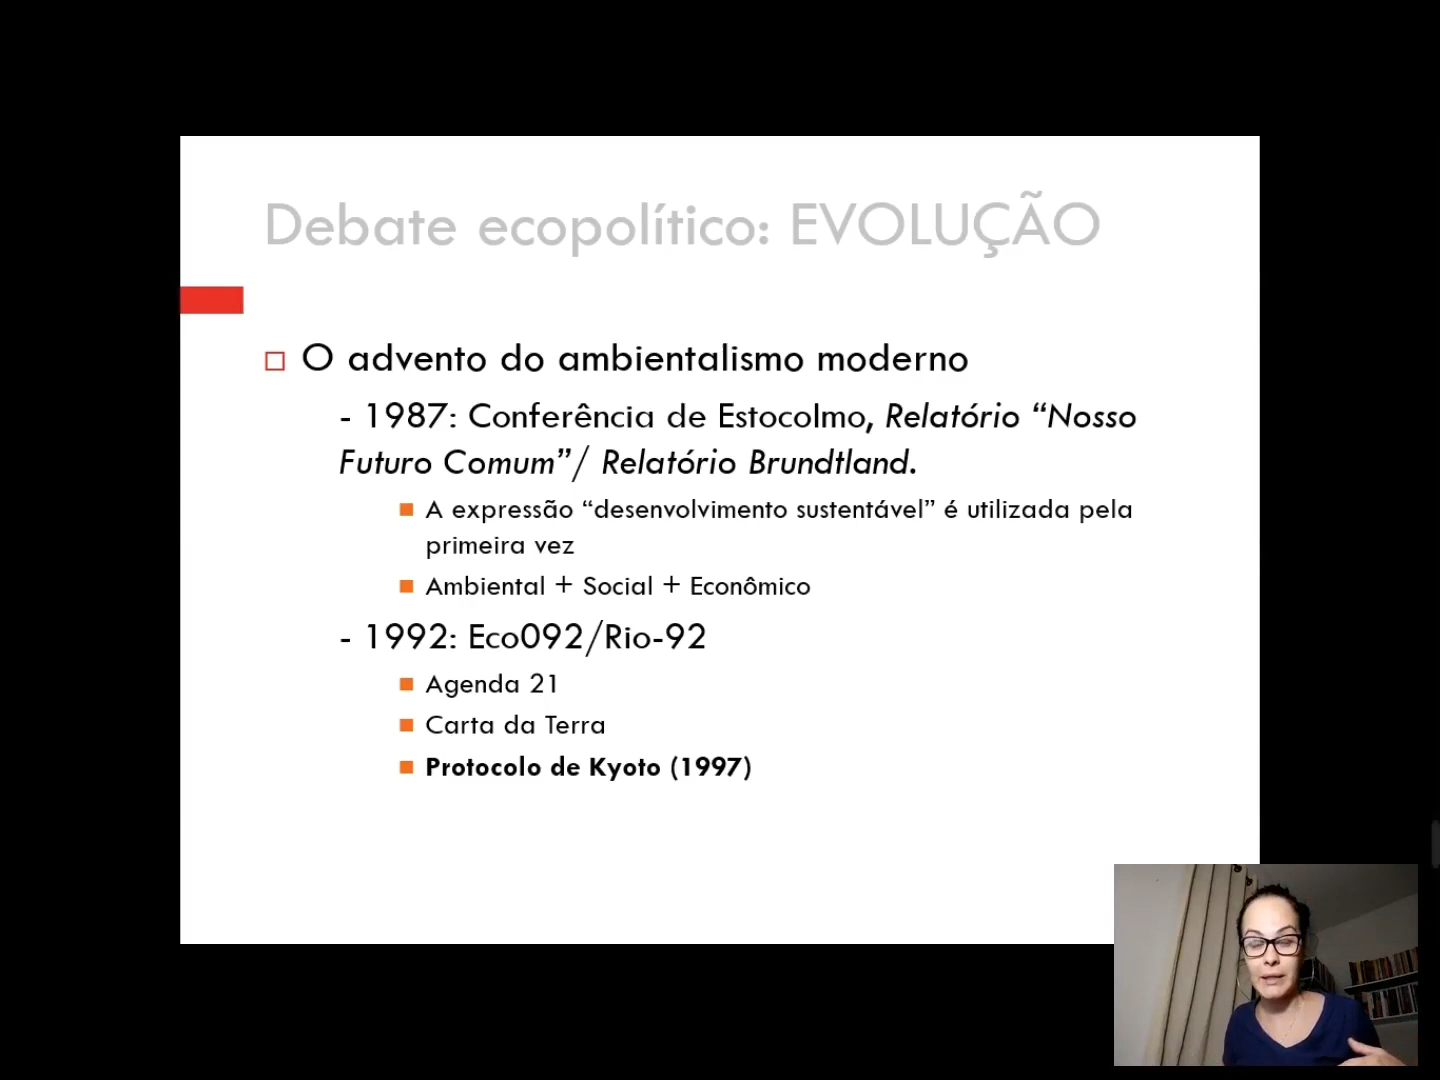 Debate ecopolítico: EVOLUÇÃO
O advento do ambientalismo moderno
- 1987: Conferência de Estocolmo, Relatório “Nosso
Futuro Comum”/ Relatório Brundtland.
A expressão “desenvolvimento sustentável” é utilizada pela
primeira vez
Ambiental + Social + Econômico
- 1992: Eco092/Rio-92
Agenda 21
Carta da Terra
Protocolo de Kyoto (1997)